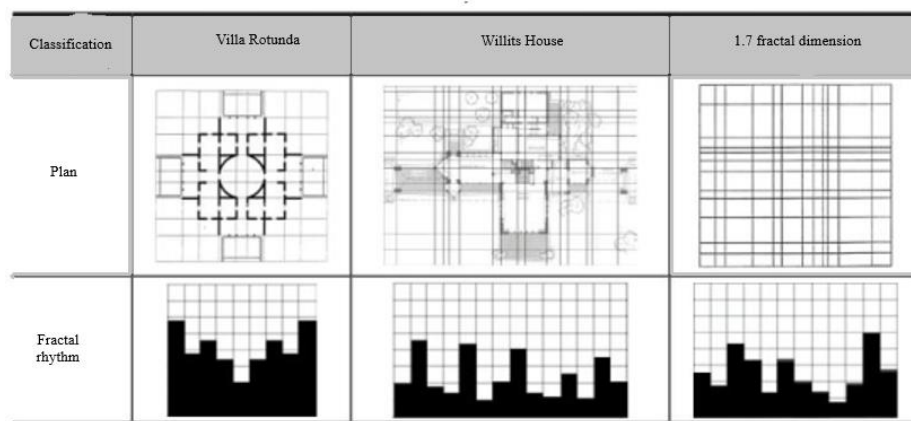 Classification
Villa Rotunda
Willits House
1.7 fractal dimension
Plan
Fractal
rhythm